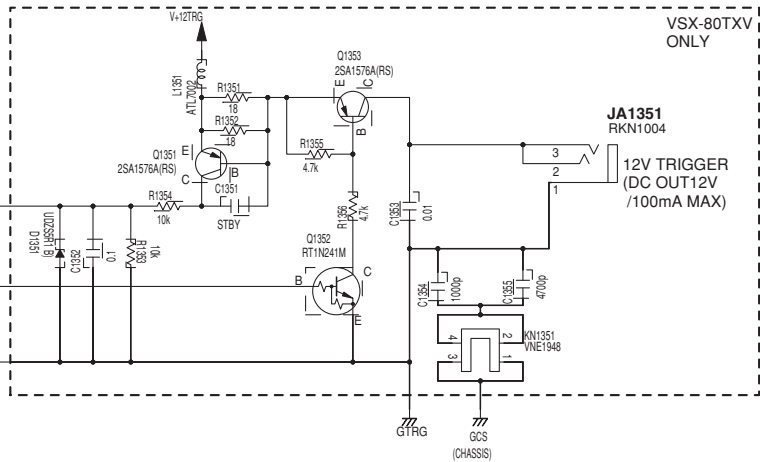 V+12TRG
VSX-80TXV
ONLY
Q1353
2SA1576A(RS)
L1351
ATL7002
R1351
18
R1352
18
E
C
B
JA1351
RKN1004
Q1351
2SA1576A(RS)
E
B
C
R1355
4.7k
3
2
1
12V TRIGGER
(DC OUT12V
/100mA MAX)
C1351
STBY
R1354
10k
R1356
4.7k
C1353
0.01
D1351
UDZS5R1(B)
C1352
0.1
R1353
10k
Q1352
RT1N241M
B
C
E
C1354
1000p
C1355
4700p
KN1351
VNE1948
4
3
2
1
GTRG
GCS
(CHASSIS)